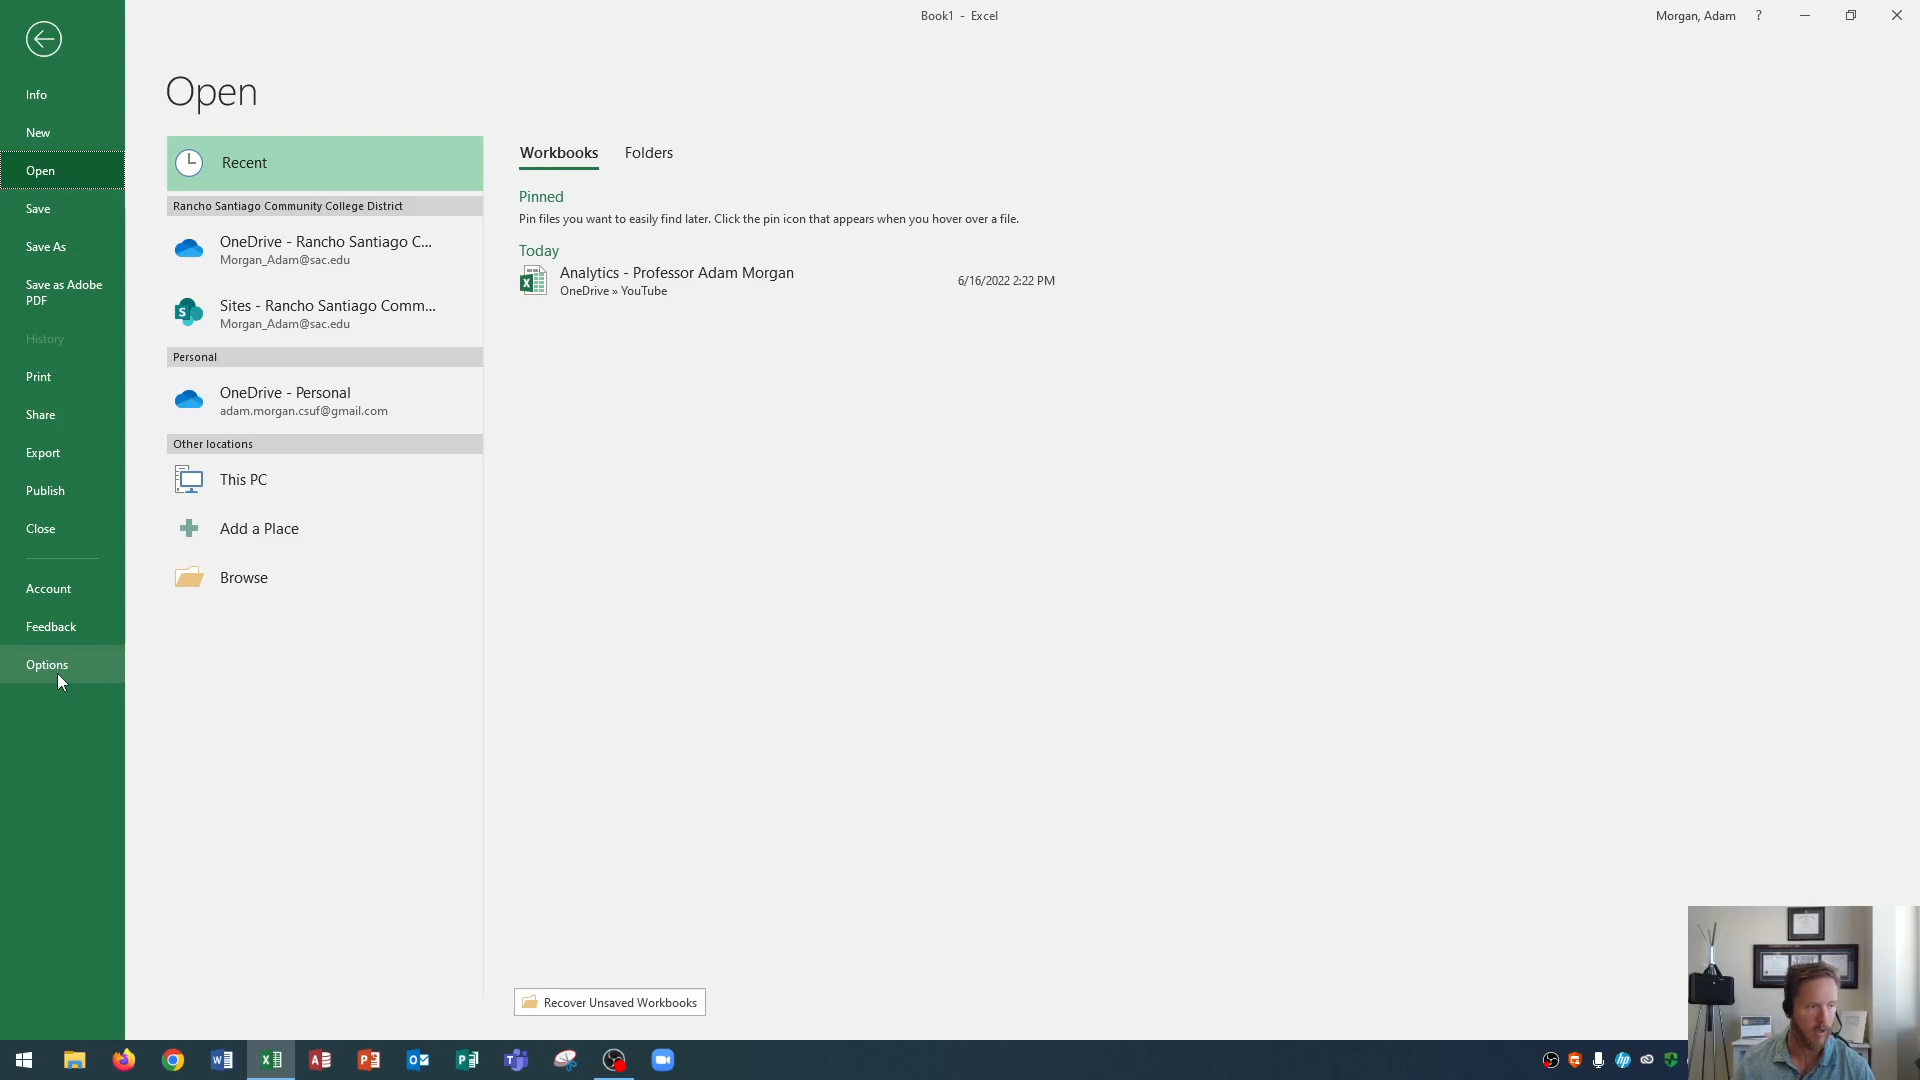 Book1 - Excel
Morgan, Adam
?
Info
New
Open
Save
Save As
Save as Adobe
PDF
History
Print
Share
Export
Publish
Close
Account
Feedback
Options
Open
Recent
Rancho Santiago Community College District
OneDrive - Rancho Santiago C...
Morgan_Adam@sac.edu
Sites - Rancho Santiago Comm...
Morgan_Adam@sac.edu
Personal
OneDrive - Personal
adam.morgan.csuf@gmail.com
Other locations
This PC
Add a Place
Browse
Workbooks Folders
Pinned
Pin files you want to easily find later. Click the pin icon that appears when you hover over a file.
Today
Analytics - Professor Adam Morgan
OneDrive » YouTube
6/16/2022 2:22 PM
Recover Unsaved Workbooks